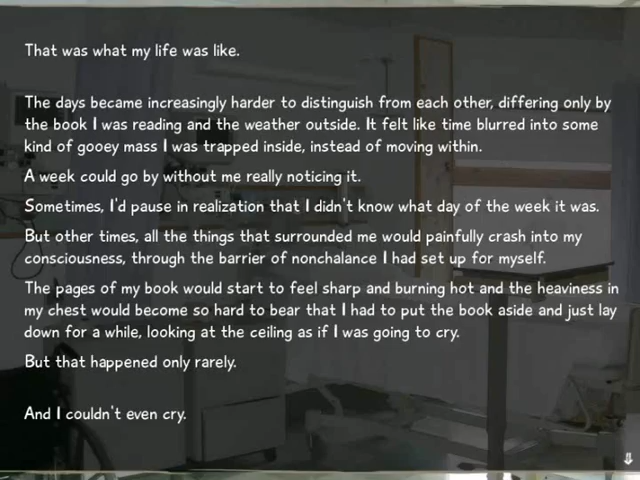 That was what my life was like.
The days became increasingly harder to distinguish from each other, differing only by
the book I was reading and the weather outside. It felt like time blurred into some
kind of gooey mass I was trapped inside, instead of moving within.
A week could go by without me really noticing it.
Sometimes, I'd pause in realization that I didn't know what day of the week it was.
But other times, all the things that surrounded me would painfully crash into my
consciousness, through the barrier of nonchalance I had set up for myself.
The pages of my book would start to feel sharp and burning hot and the heaviness in
my chest would become so hard to bear that I had to put the book aside and just lay
down for a while, looking at the ceiling as if I was going to cry.
But that happened only rarely.
And I couldn't even cry.